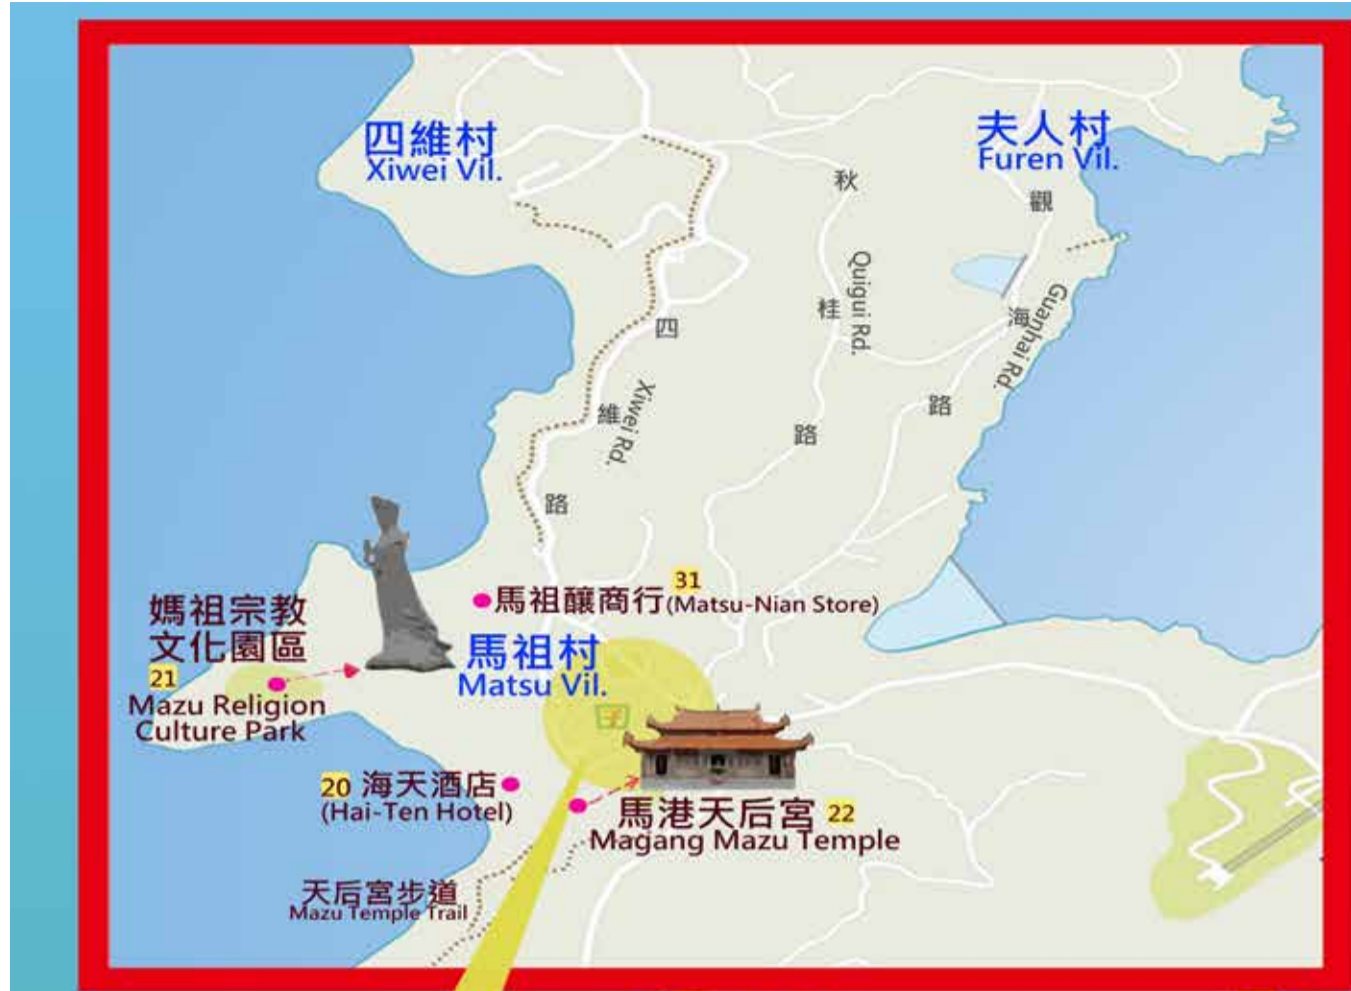 四維村
Xiwei Vil.
夫人村
Furen Vil.
秋
桂
路
Quigui Rd.
觀
海
路
Guanhai Rd.
四
維
路
Xiwei Rd.
31
馬祖釀商行(Matsu-Nian Store)
媽祖宗教
文化園區
21
Mazu Religion
Culture Park
馬祖村
Matsu Vil.
20 海天酒店
(Hai-Ten Hotel)
馬港天后宮 22
Magang Mazu Temple
天后宮步道
Mazu Temple Trail